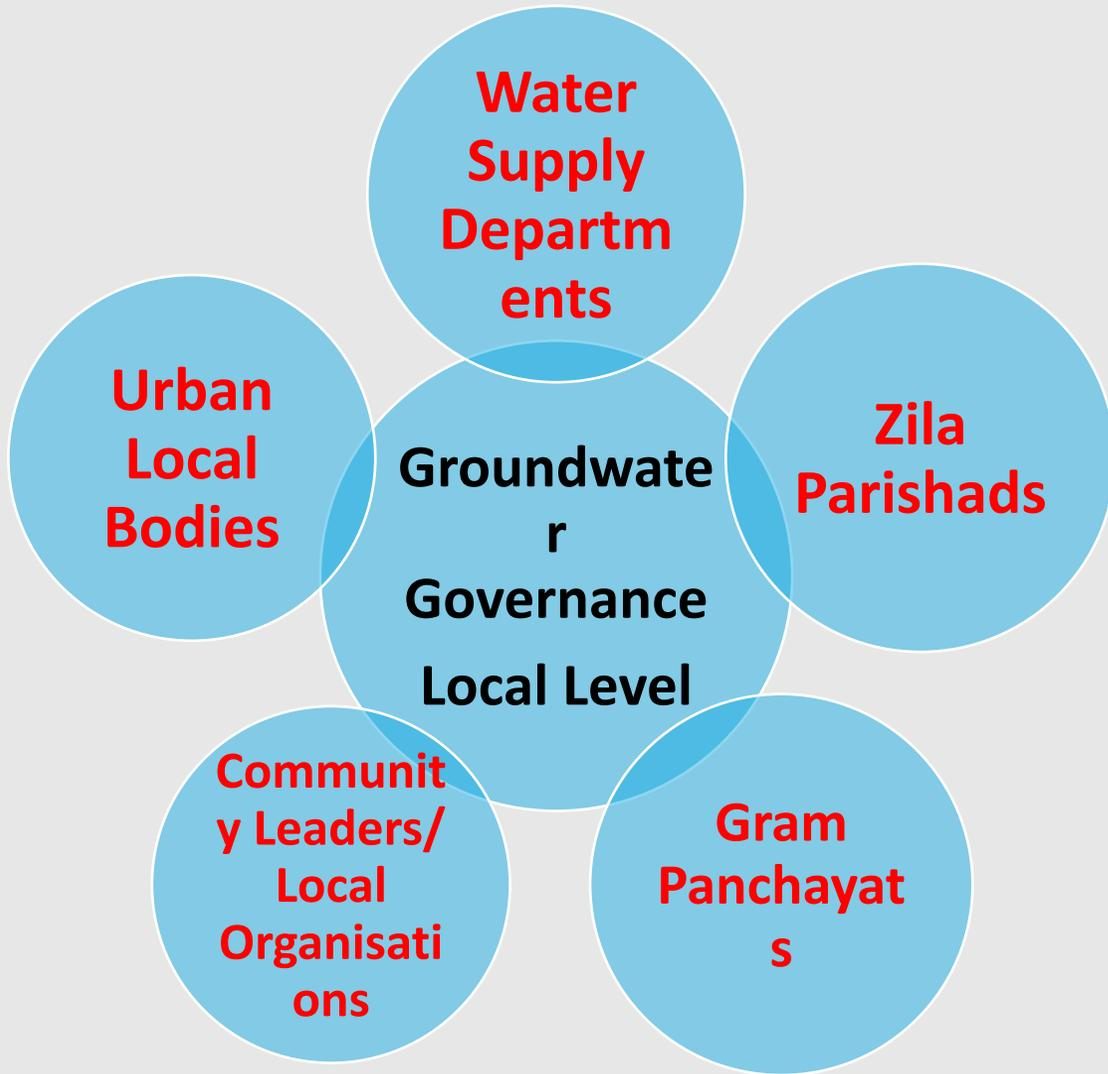 Water
Supply
Departm
ents
Urban
Local
Bodies
Zila
Parishads
Groundwate
r
Governance
Local Level
Communit
y Leaders/
Local
Organisati
ons
Gram
Panchayat
s